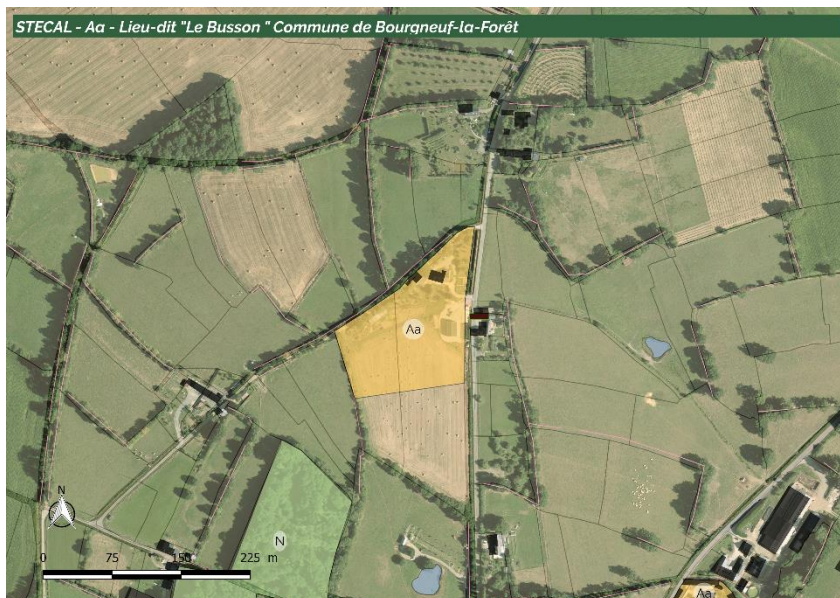 STECAL - Aa - Lieu-dit "Le Busson " Commune de Bourgneuf-la-Forêt
Aa
N
N
0 75 150 225 m
Aa